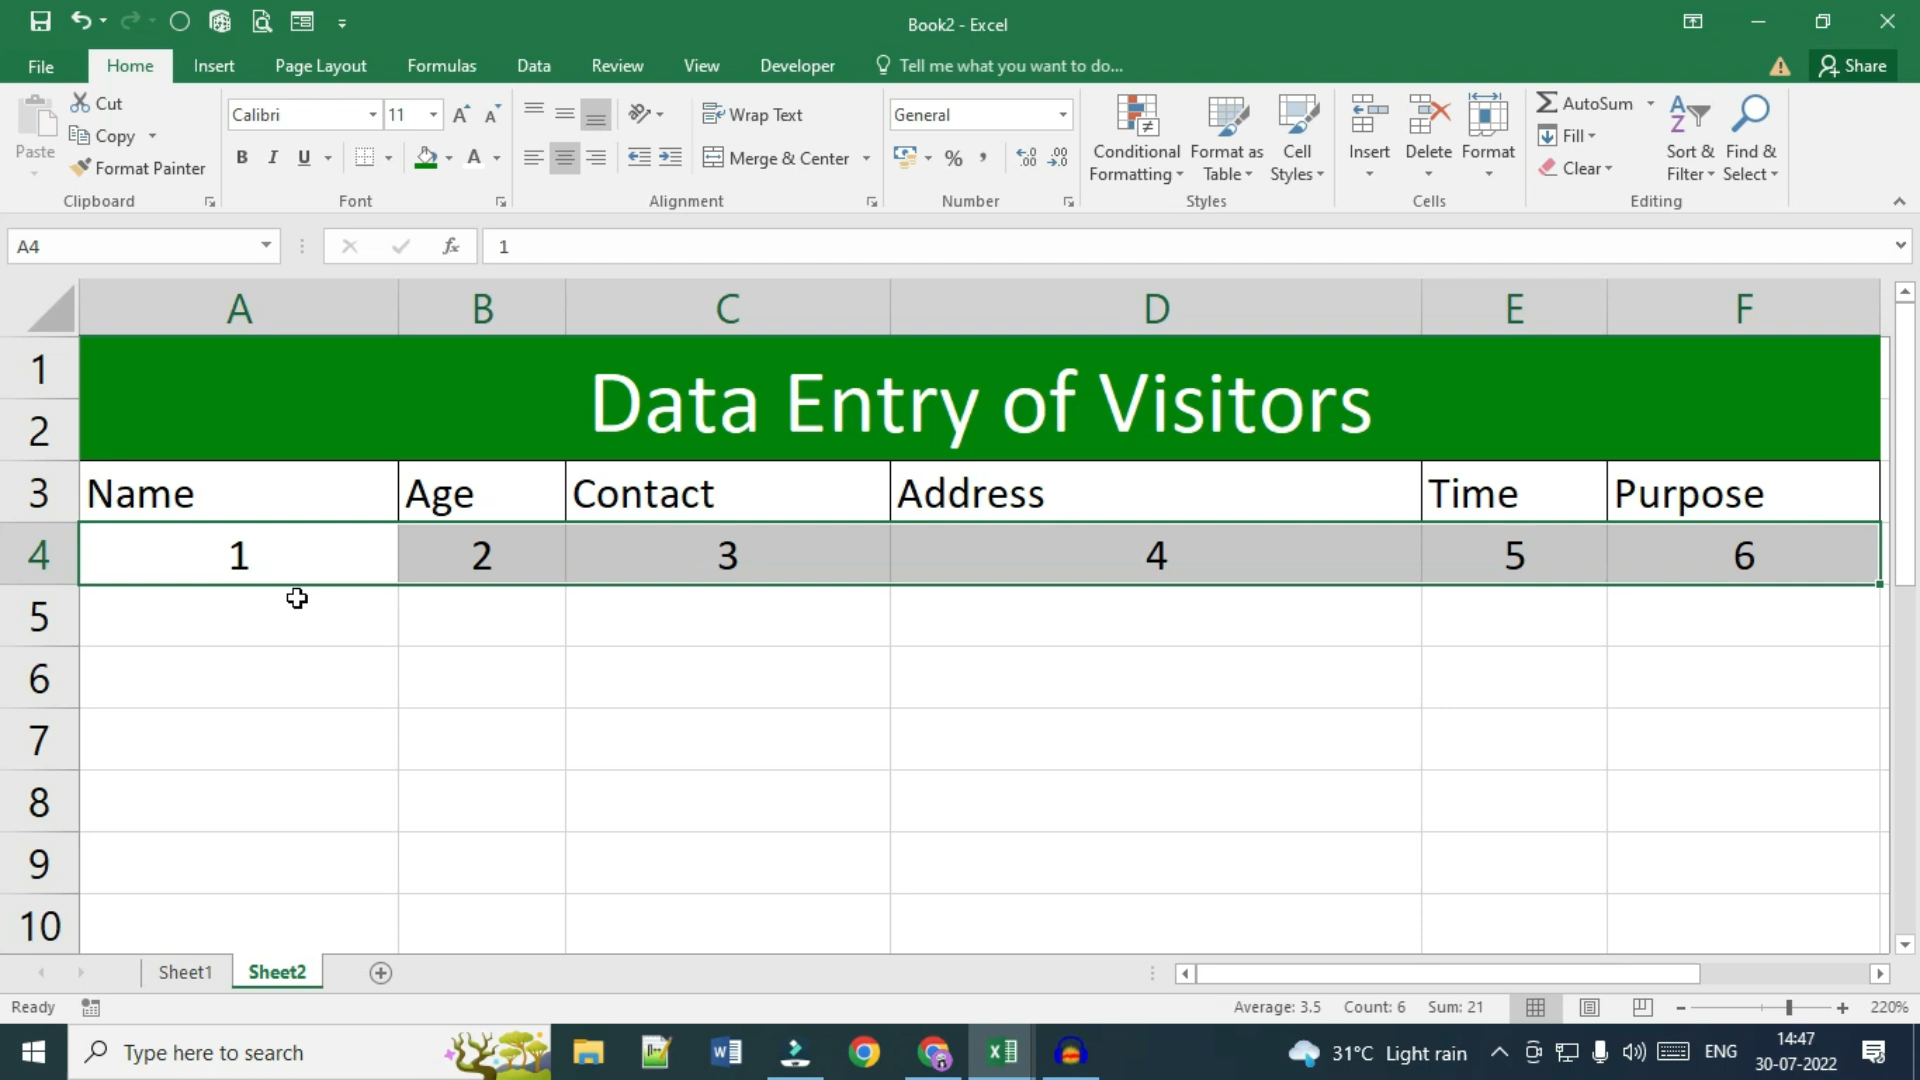 Book2 - Excel
File Home Insert Page Layout Formulas Data Review View Developer Tell me what you want to do... Share
Paste Cut Copy Format Painter Clipboard
Calibri 11 A A B I U A Font
Wrap Text Merge & Center Alignment
General % , .00 .0 Number
Conditional Formatting Format as Table Cell Styles Styles
Insert Delete Format Cells
AutoSum Fill Clear Sort & Filter Find & Select Editing
A4 fx 1
A B C D E F
1
Data Entry of Visitors
2
3 Name Age Contact Address Time Purpose
4 1 2 3 4 5 6
5
6
7
8
9
10
Sheet1 Sheet2
Ready Average: 3.5 Count: 6 Sum: 21 220%
Type here to search 31°C Light rain ENG 14:47
30-07-2022